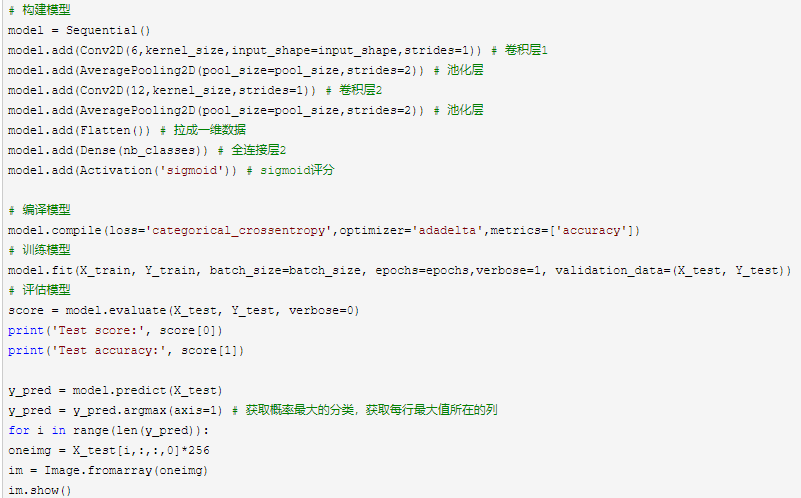 # 构建模型
model = Sequential()
model.add(Conv2D(6,kernel_size,input_shape=input_shape,strides=1)) # 卷积层1
model.add(AveragePooling2D(pool_size=pool_size,strides=2)) # 池化层
model.add(Conv2D(12,kernel_size,strides=1)) # 卷积层2
model.add(AveragePooling2D(pool_size=pool_size,strides=2)) # 池化层
model.add(Flatten()) # 拉成一维数据
model.add(Dense(nb_classes)) # 全连接层2
model.add(Activation('sigmoid')) # sigmoid评分
# 编译模型
model.compile(loss='categorical_crossentropy',optimizer='adadelta',metrics=['accuracy'])
# 训练模型
model.fit(X_train, Y_train, batch_size=batch_size, epochs=epochs,verbose=1, validation_data=(X_test, Y_test))
# 评估模型
score = model.evaluate(X_test, Y_test, verbose=0)
print('Test score:', score[0])
print('Test accuracy:', score[1])
y_pred = model.predict(X_test)
y_pred = y_pred.argmax(axis=1) # 获取概率最大的分类，获取每行最大值所在的列
for i in range(len(y_pred)):
oneimg = X_test[i,:,:,0]*256
im = Image.fromarray(oneimg)
im.show()